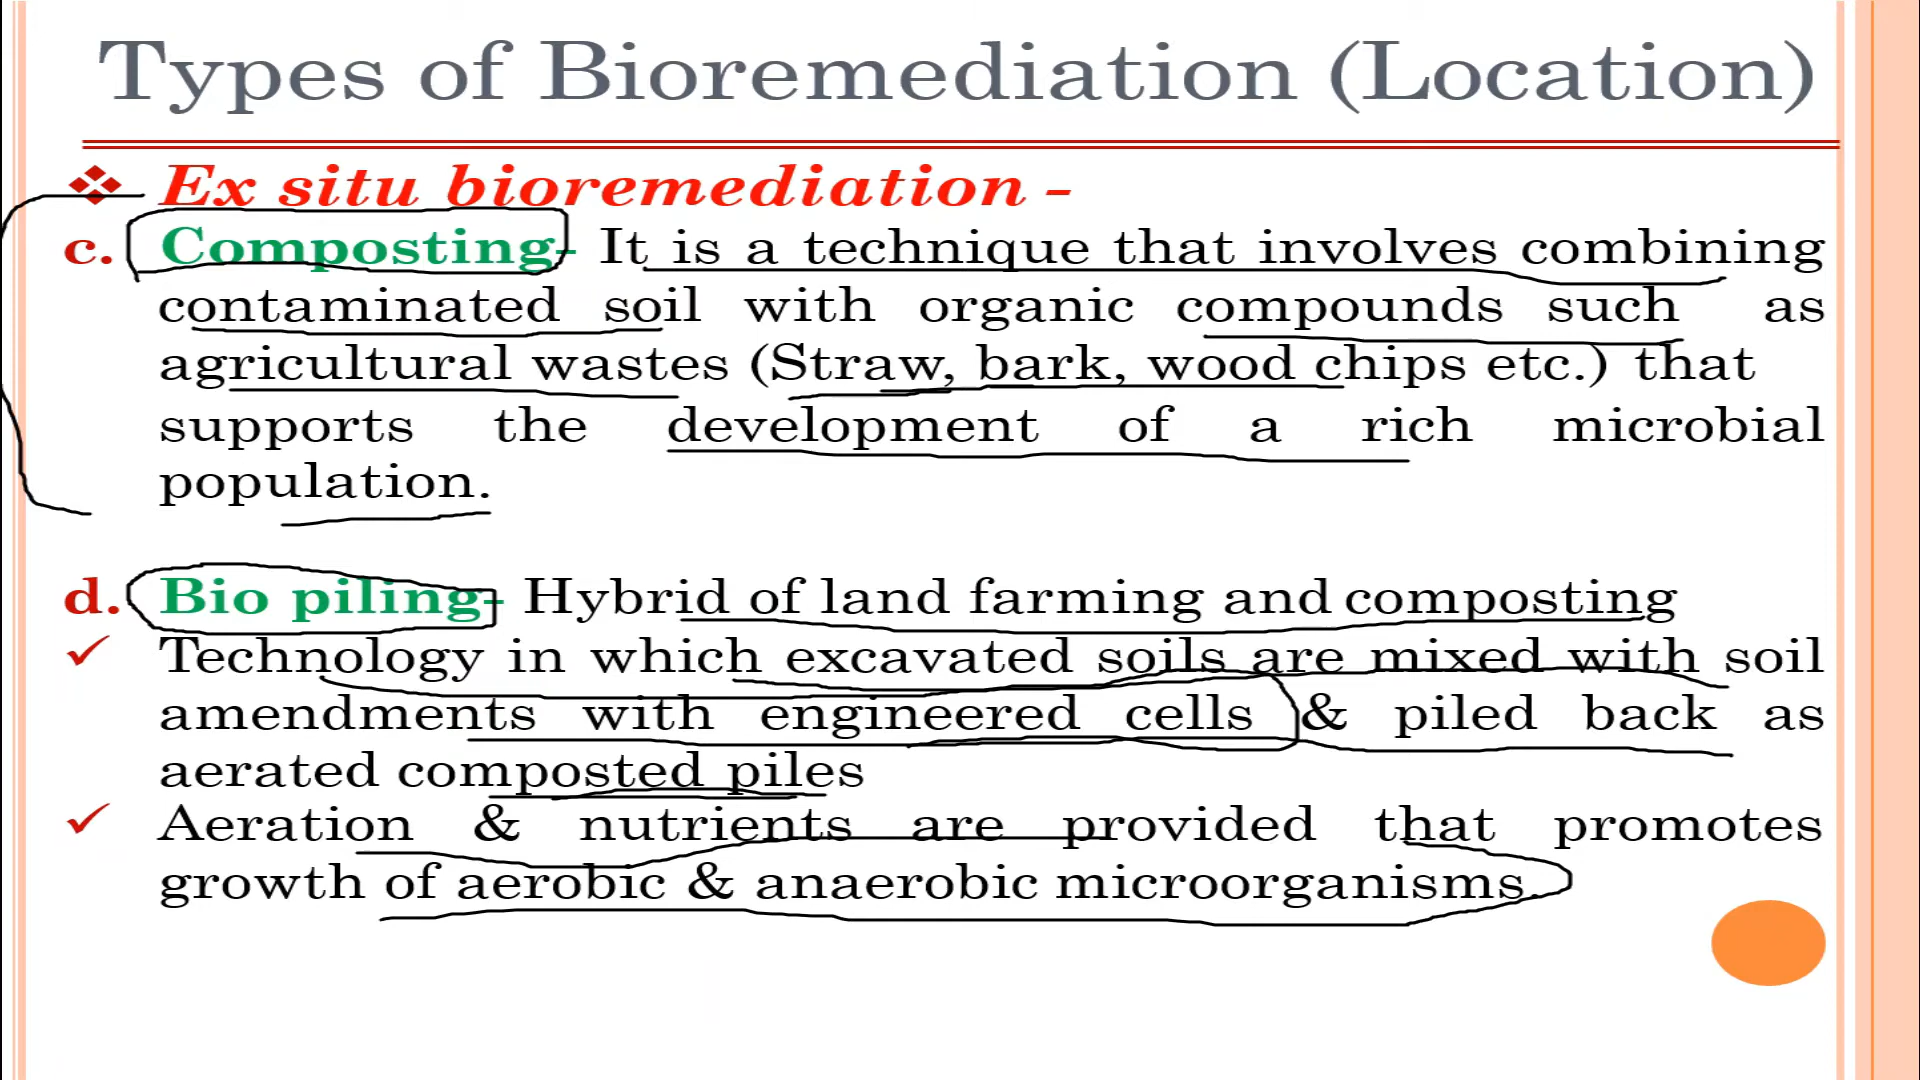 Types of Bioremediation (Location)
❖ Ex situ bioremediation -
c. Composting- It is a technique that involves combining
contaminated soil with organic compounds such as
agricultural wastes (Straw, bark, wood chips etc.) that
supports the development of a rich microbial
population.
d. Bio piling- Hybrid of land farming and composting
✓ Technology in which excavated soils are mixed with soil
amendments with engineered cells & piled back as
aerated composted piles
✓ Aeration & nutrients are provided that promotes
growth of aerobic & anaerobic microorganisms.